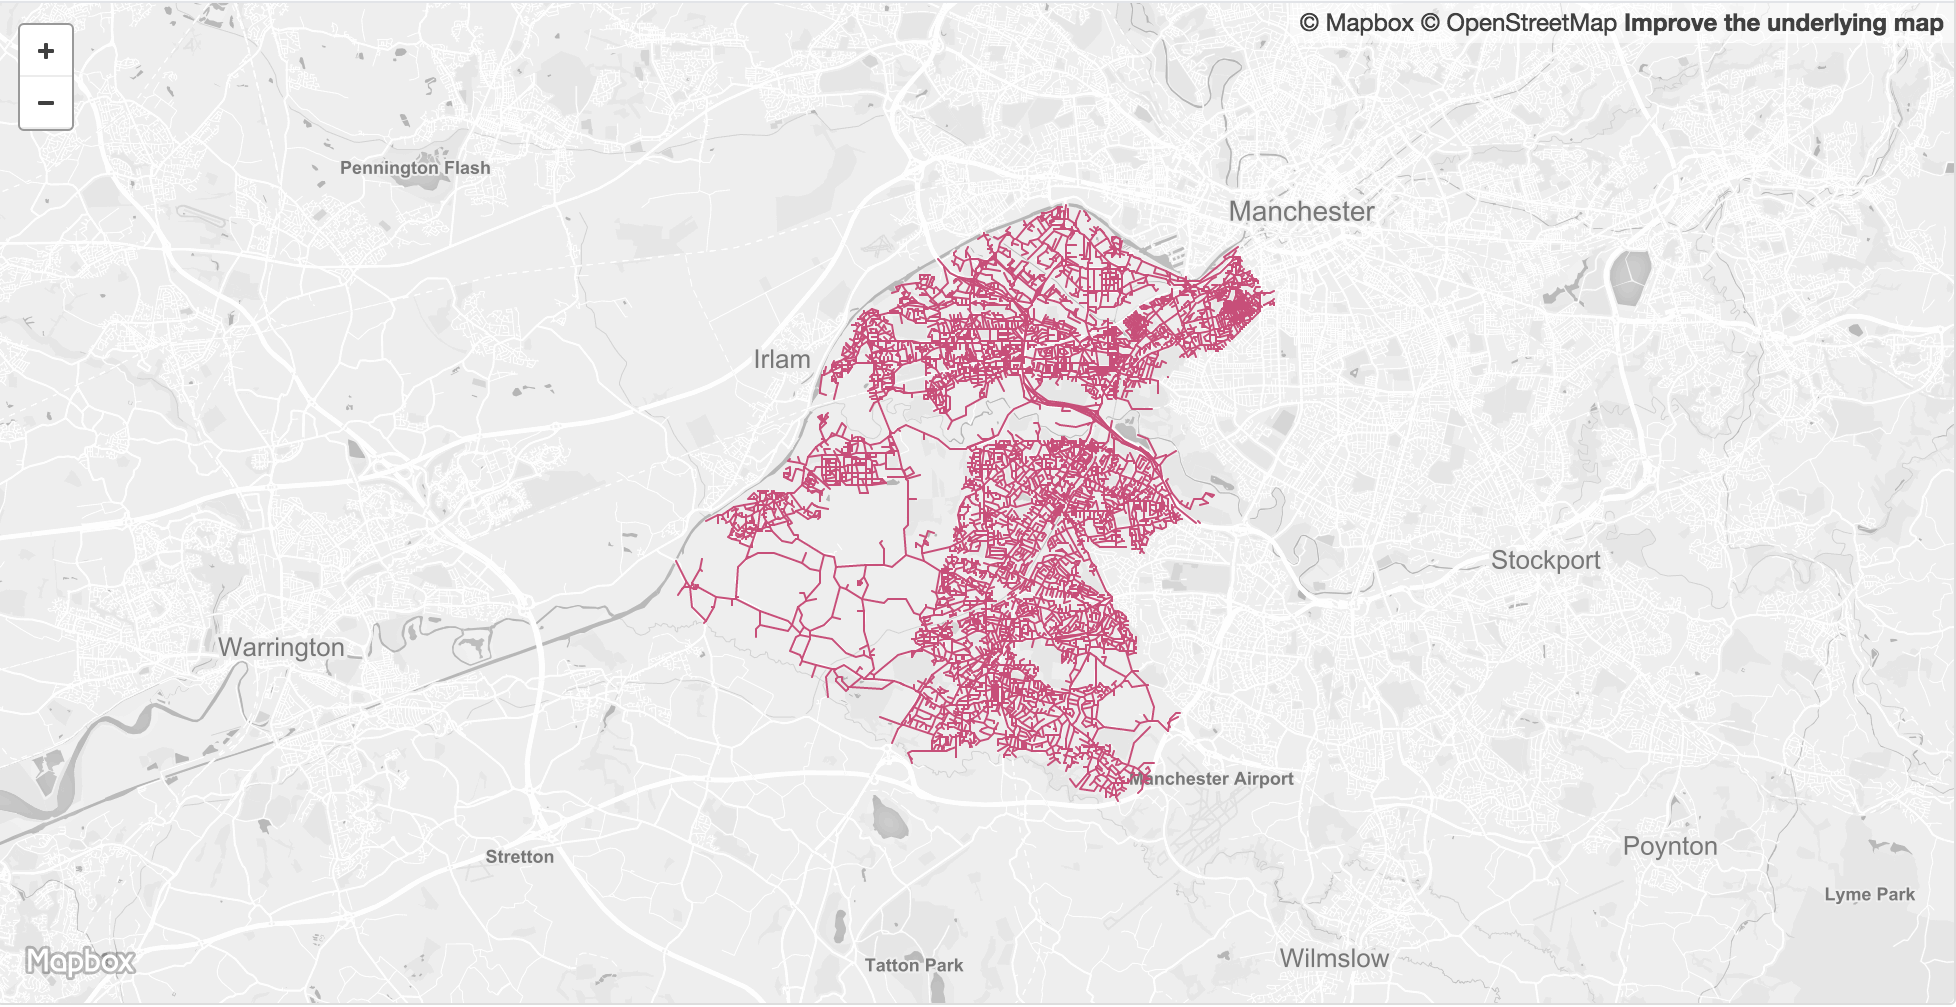 © Mapbox © OpenStreetMap Improve the underlying map
+
−
Pennington Flash
Manchester
Irlam
Stockport
Warrington
Manchester Airport
Stretton
Poynton
Lyme Park
Wilmslow
Tatton Park
Mapbox